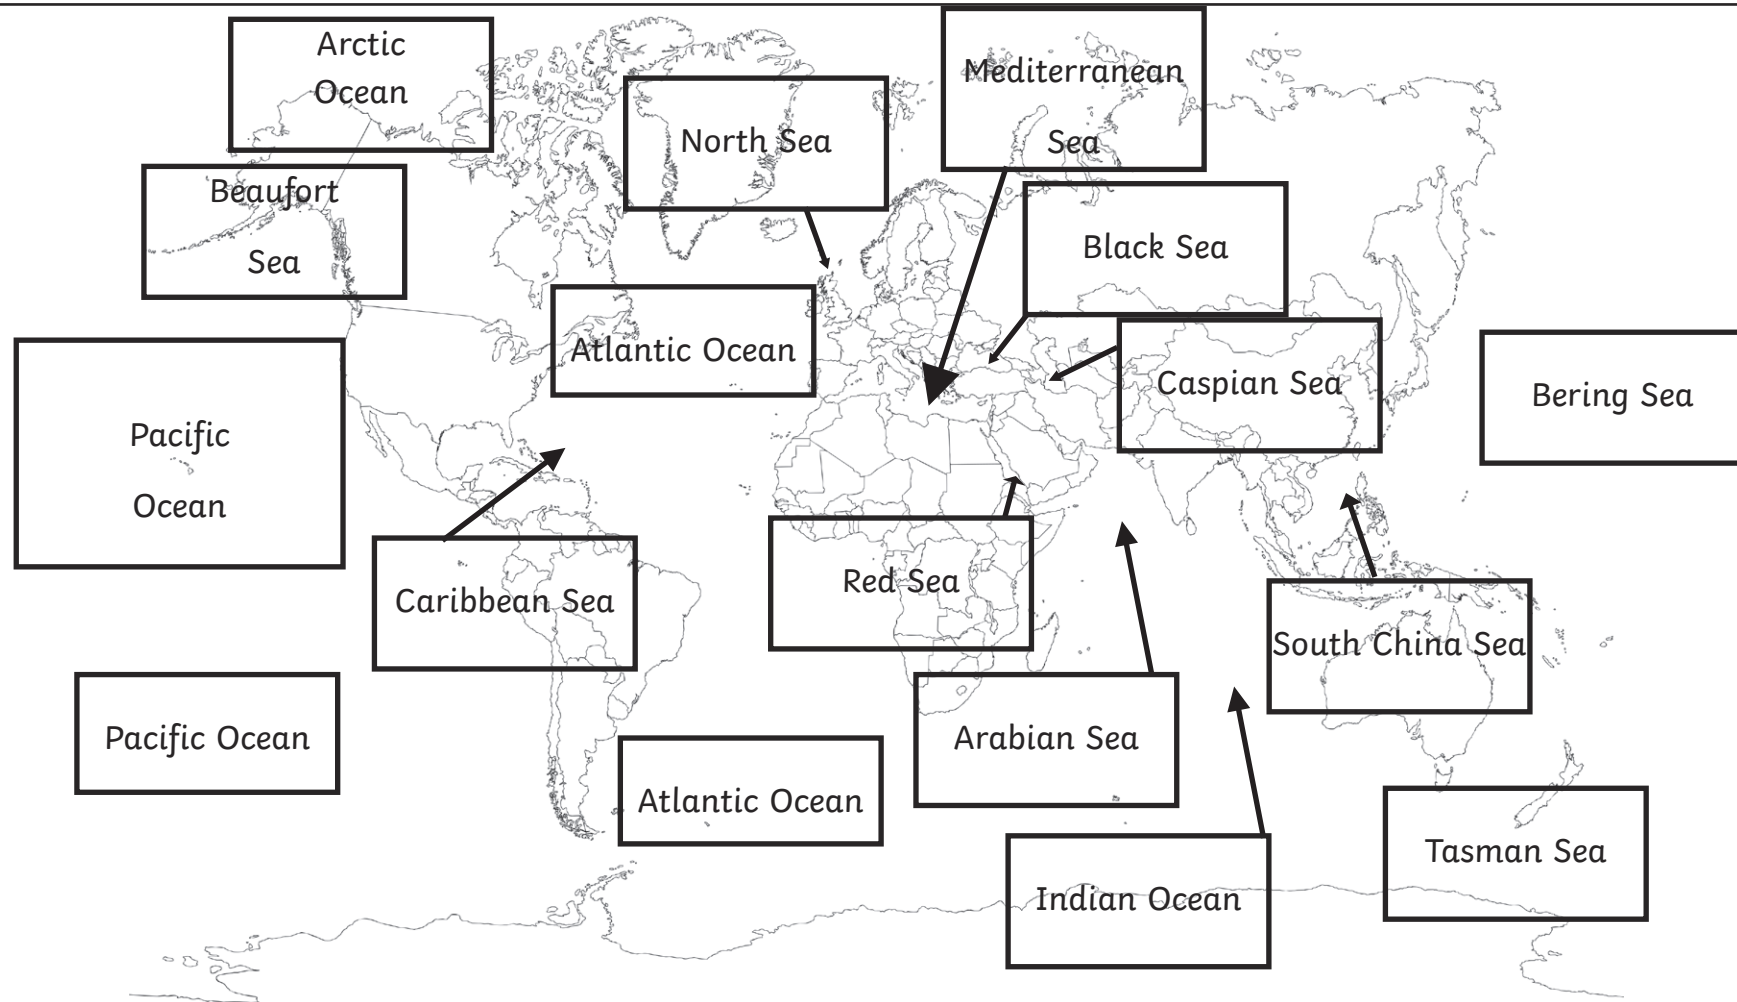 Arctic
Ocean
Mediterranean
Sea
North Sea
Beaufort
Sea
Black Sea
Atlantic Ocean
Caspian Sea
Bering Sea
Pacific
Ocean
Caribbean Sea
Red Sea
South China Sea
Pacific Ocean
Arabian Sea
Atlantic Ocean
Tasman Sea
Indian Ocean